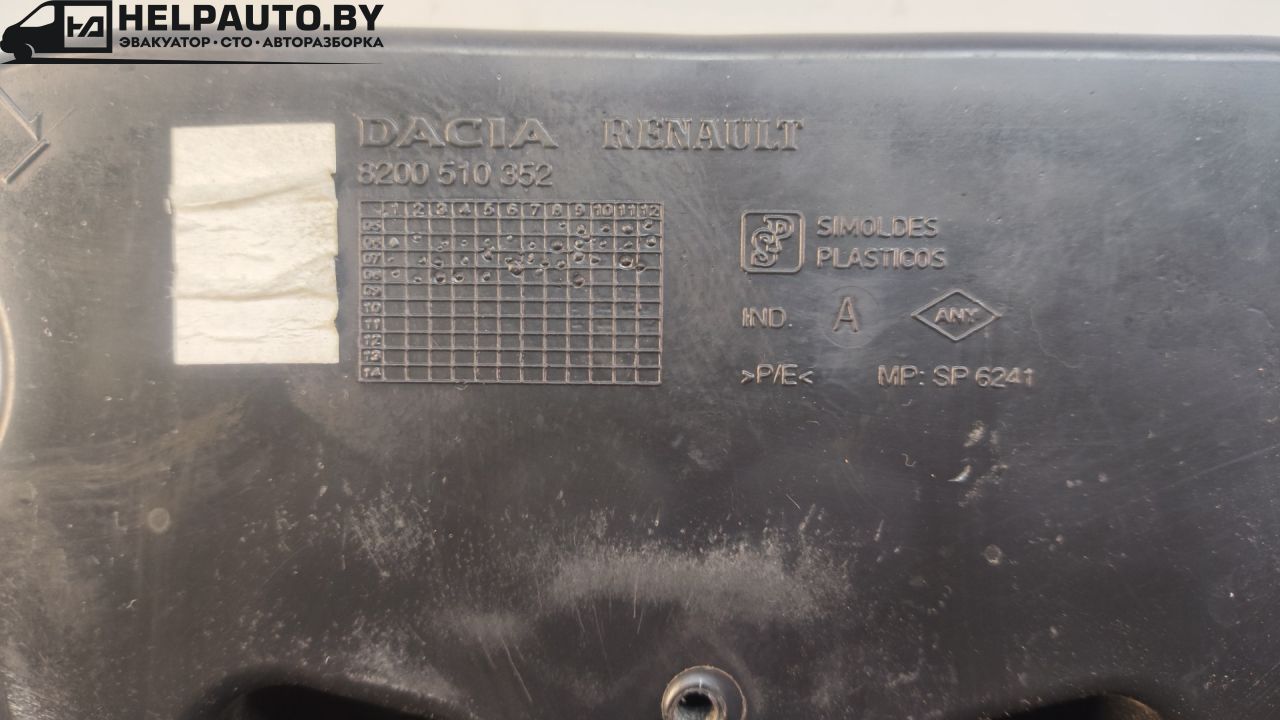 HELPAUTO.BY
ЭВАКУАТОР · СТО · АВТОРАЗБОРКА
DACIA RENAULT
8200 510 352
1 2 3 4 5 6 7 8 9 10 11 12
05
07
08
09
10
11
12
13
14
SIMOLDES
PLASTICOS
IND. A ANY
>P/E< MP: SP 6241